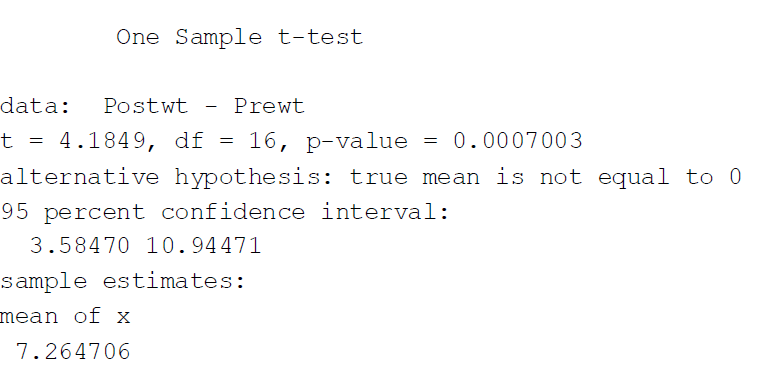 One Sample t-test
data: Postwt - Prewt
t = 4.1849, df = 16, p-value = 0.0007003
alternative hypothesis: true mean is not equal to 0
95 percent confidence interval:
3.58470 10.94471
sample estimates:
mean of x
7.264706